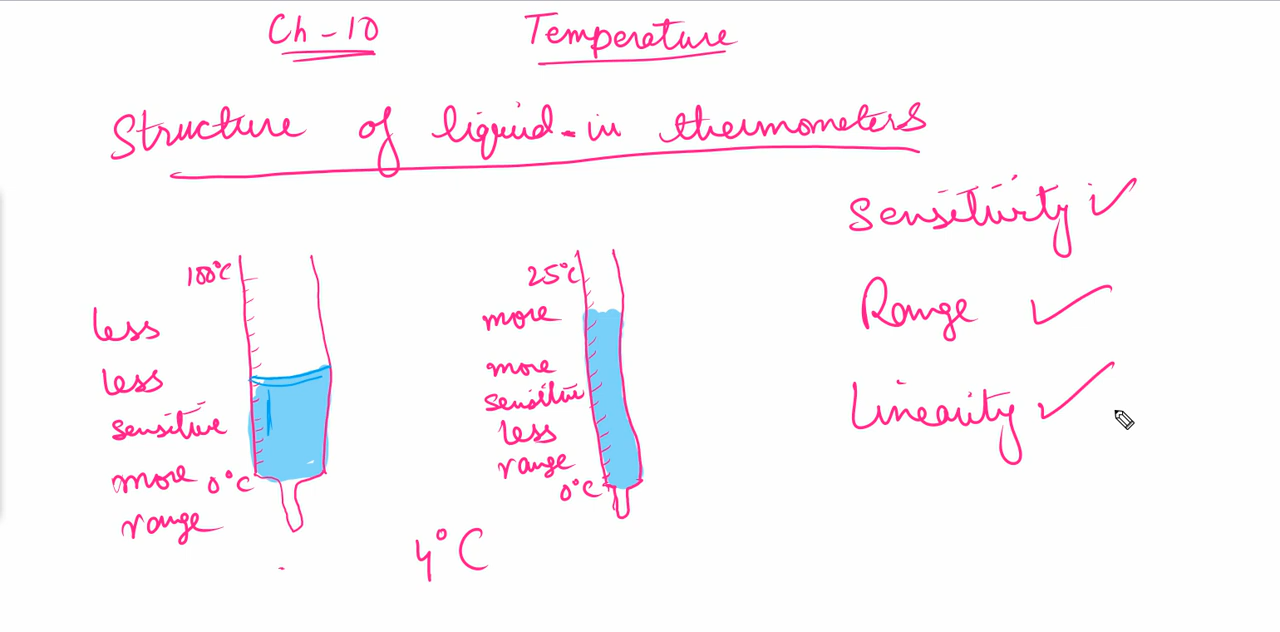 Ch - 10
Temperature
Structure of liquid-in thermometers
Sensitivity
Range
Linearity
100°C
less
less
sensitive
more
range
0°C
25°C
more
more
sensitive
less
range
0°C
4°C